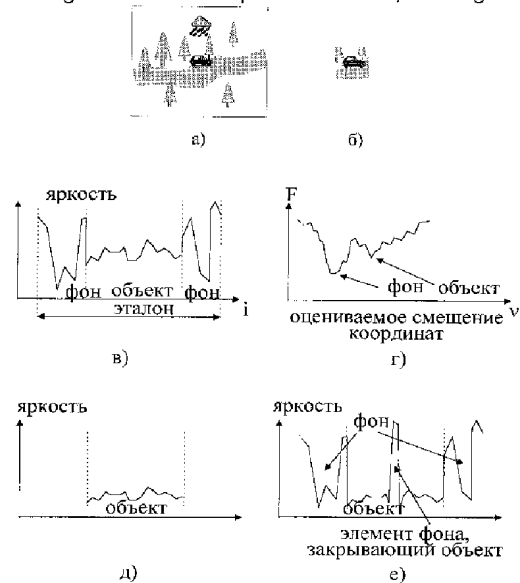 а)
б)
яркость
фон объект фон
эталон
i
в)
F
фон
объект
оцениваемое смещение
координат
v
г)
яркость
объект
д)
яркость
фон
объект
элемент фона,
закрывающий объект
е)